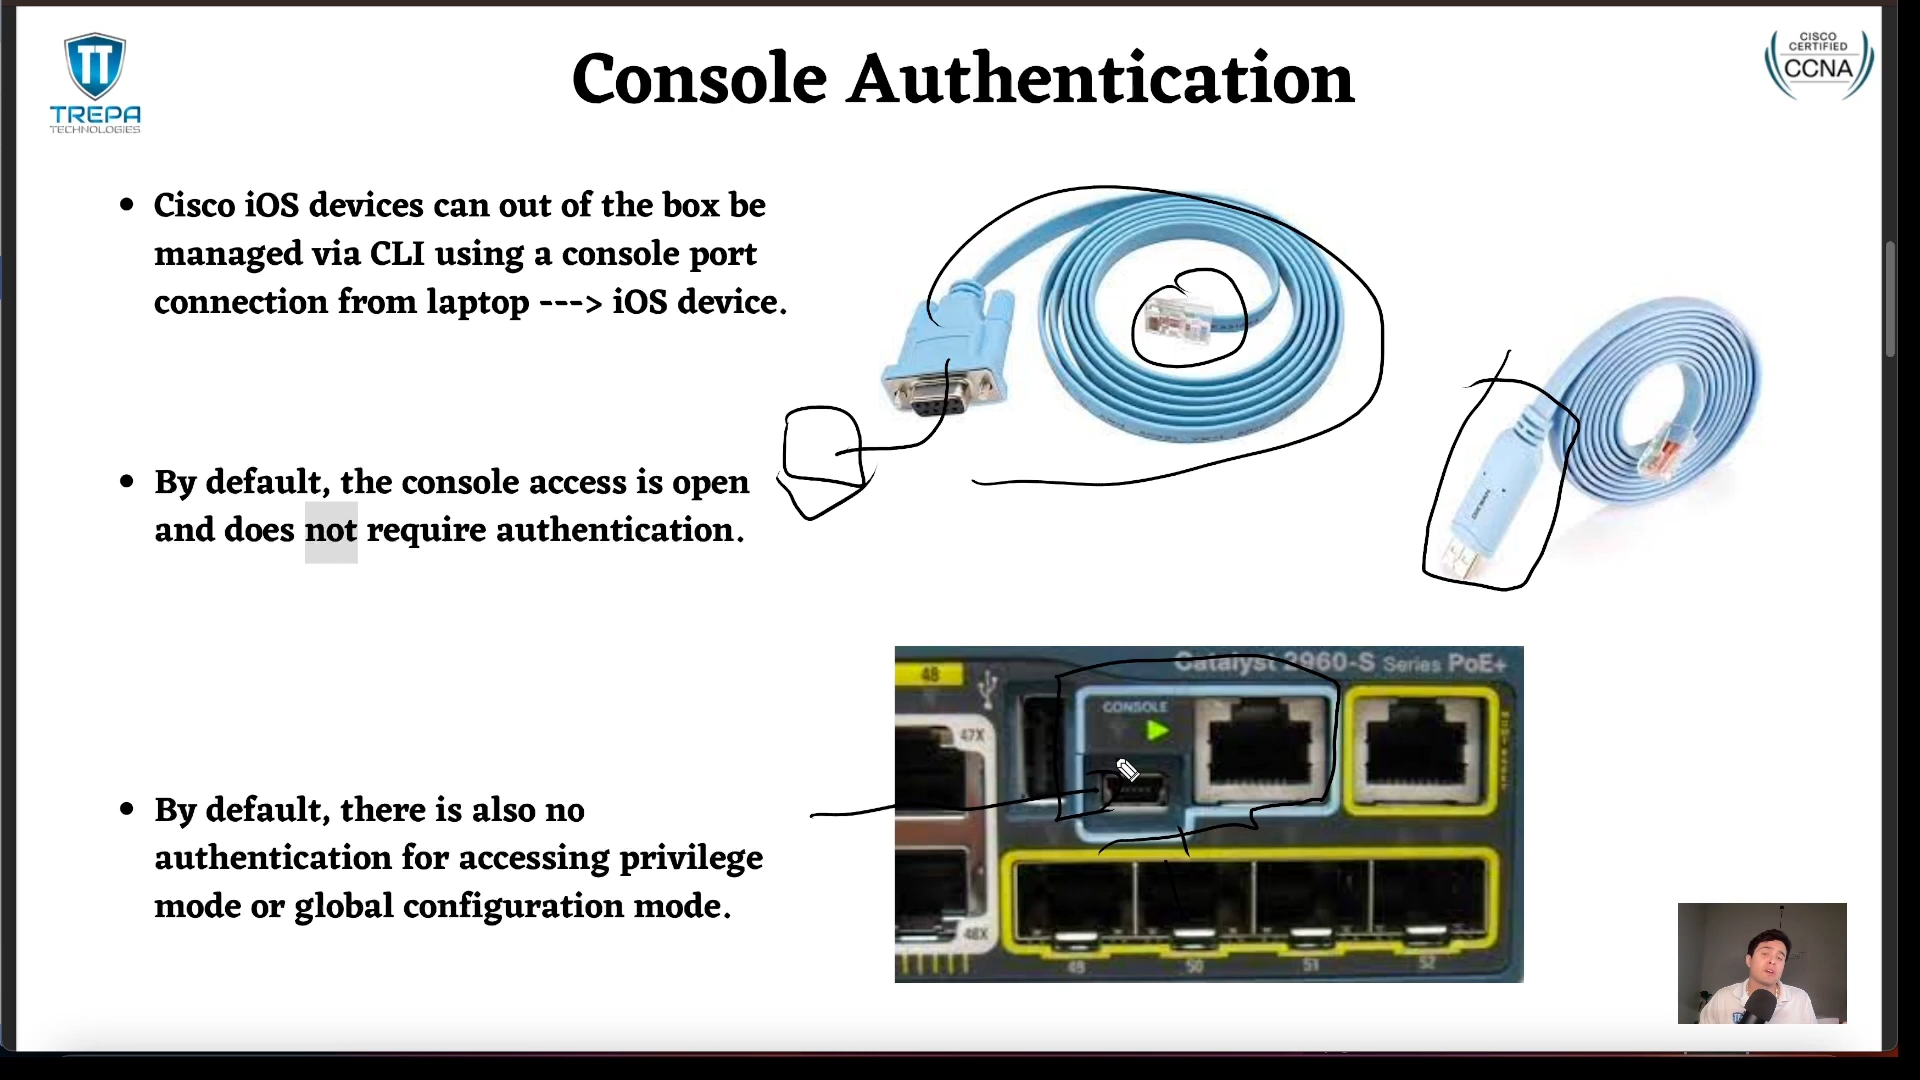 TREPA
TECHNOLOGIES
Console Authentication
CISCO
CERTIFIED
CCNA
• Cisco iOS devices can out of the box be
managed via CLI using a console port
connection from laptop ---> iOS device.
• By default, the console access is open
and does not require authentication.
• By default, there is also no
authentication for accessing privilege
mode or global configuration mode.
Catalyst 2960-S Series PoE+
48
CONSOLE
47X
48X
49 50 51 52